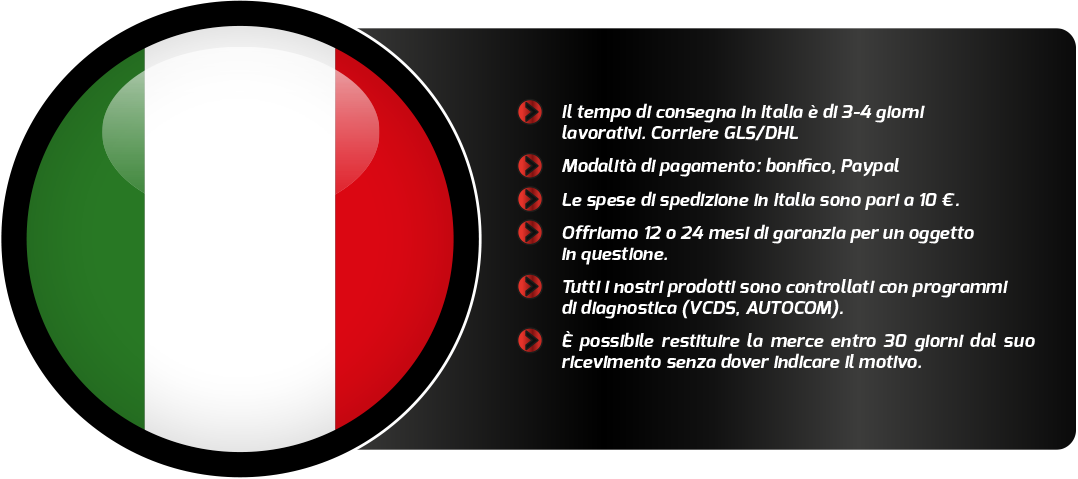 Il tempo di consegna in Italia è di 3-4 giorni
lavorativi. Corriere GLS/DHL
Modalità di pagamento: bonifico, Paypal
Le spese di spedizione in Italia sono pari a 10 €.
Offriamo 12 o 24 mesi di garanzia per un oggetto
in questione.
Tutti i nostri prodotti sono controllati con programmi
di diagnostica (VCDS, AUTOCOM).
È possibile restituire la merce entro 30 giorni dal suo
ricevimento senza dover indicare il motivo.